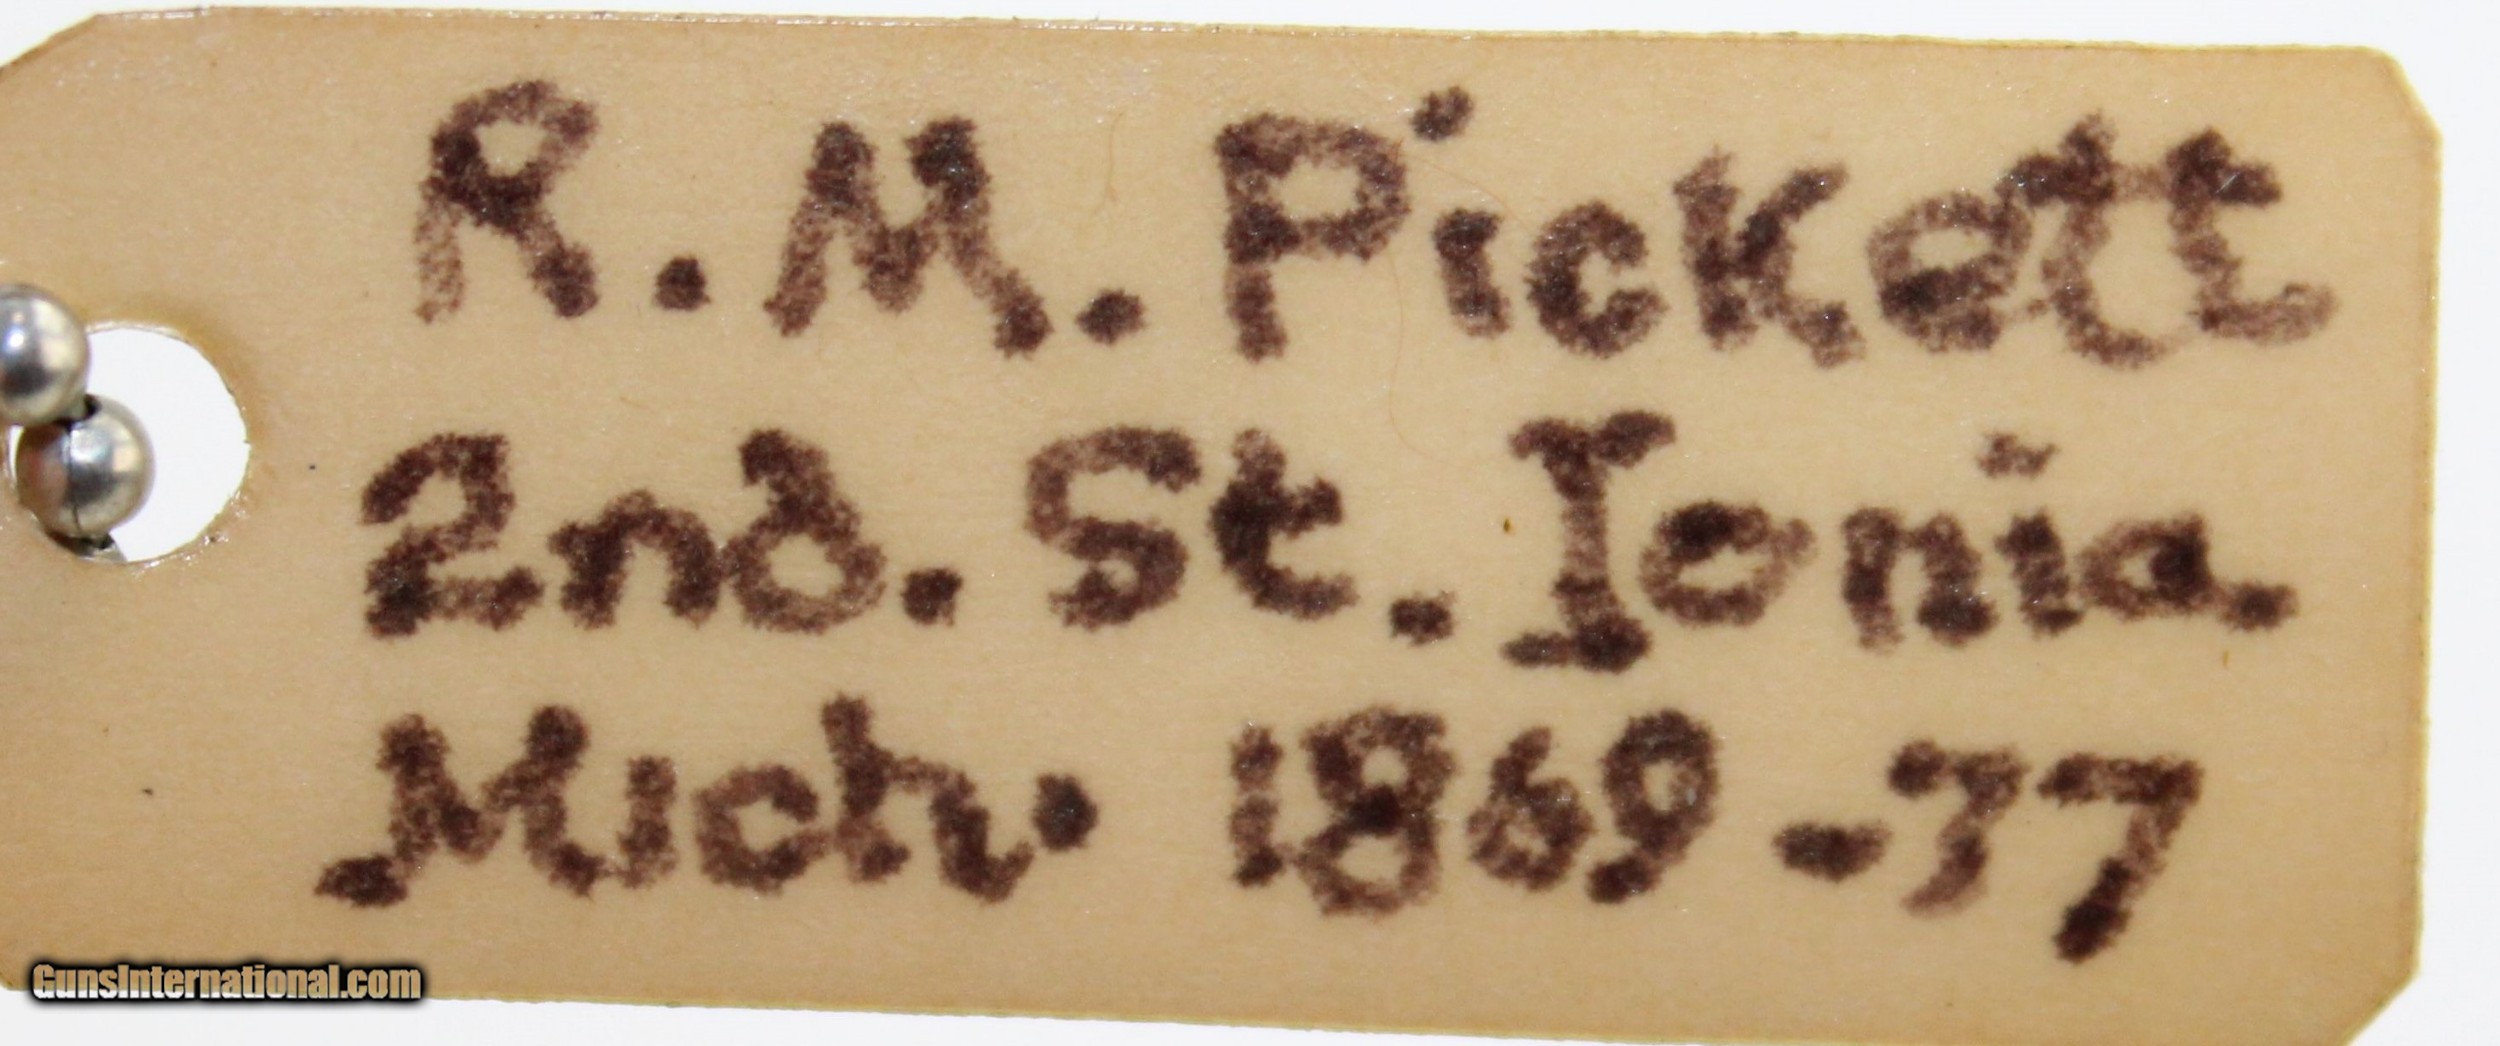 R. M. Pickett
2nd. St. Ionia.
Mich. 1869-77
GunsInternational.com